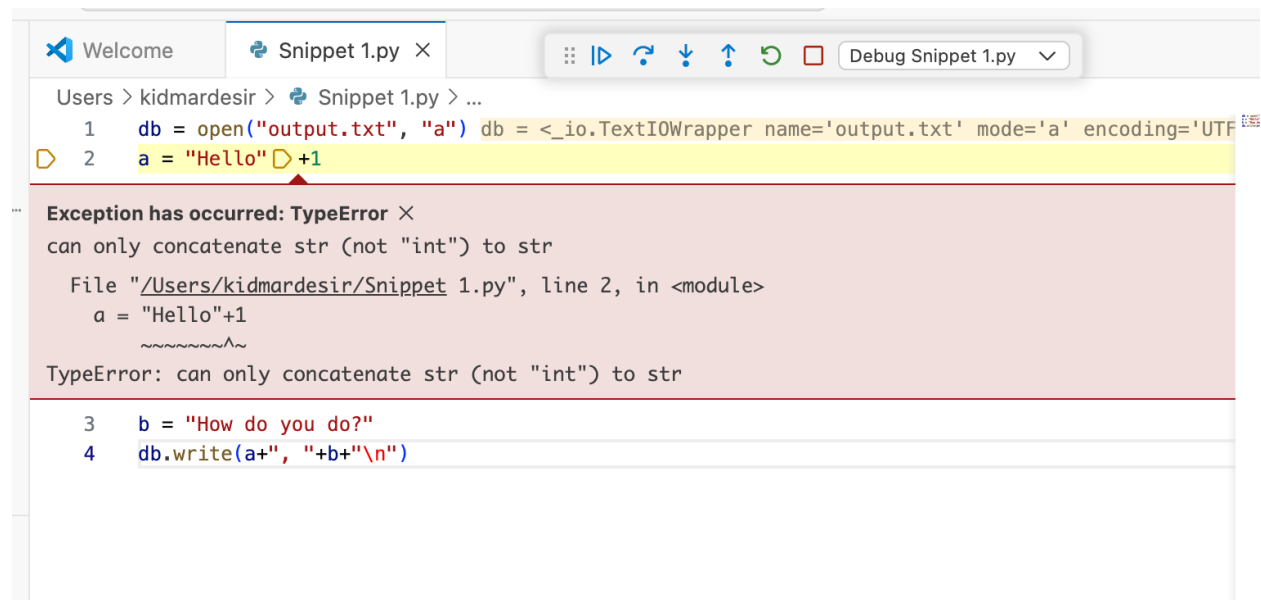 Welcome
Snippet 1.py
Debug Snippet 1.py
Users > kidmardesir > Snippet 1.py > ...
1 db = open("output.txt", "a") db = <_io.TextIOWrapper name='output.txt' mode='a' encoding='UTF
2 a = "Hello" +1
Exception has occurred: TypeError
can only concatenate str (not "int") to str
File "/Users/kidmardesir/Snippet 1.py", line 2, in <module>
a = "Hello"+1
~~~~~~~^~
TypeError: can only concatenate str (not "int") to str
3 b = "How do you do?"
4 db.write(a+", "+b+"\n")